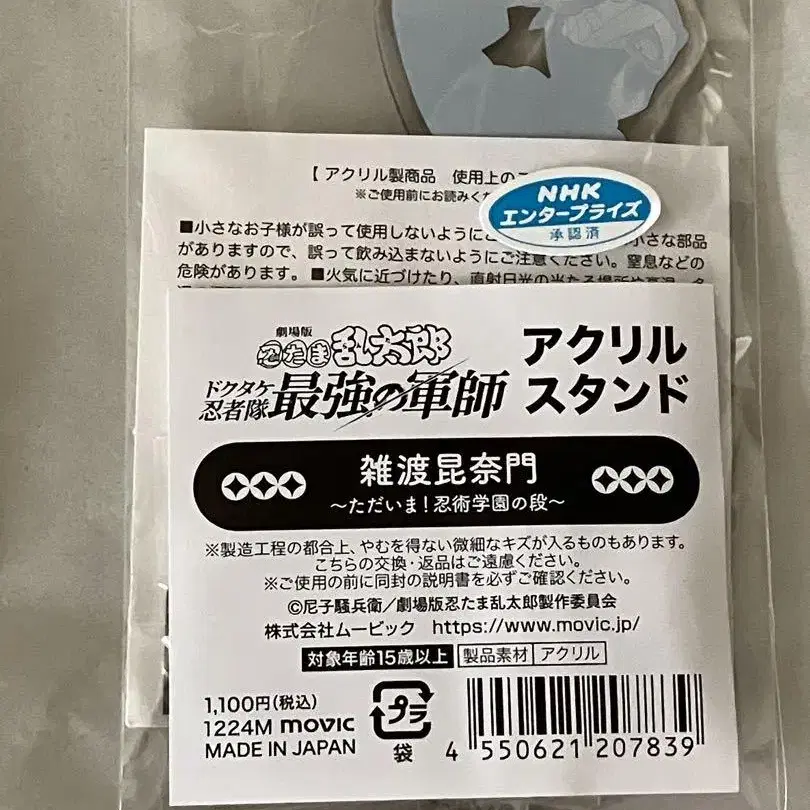 【アクリル製商品　使用上の
※ご使用前にお読みくだ
NHK
エンタープライズ
承認済
■小さなお子様が誤って使用しないように
小さな部品
がありますので、誤って飲み込まないようにご注意ください。窒息などの
危険があります。■火気に近づけたり、直射日光の当たる場所や高温、多
劇場版
忍たま乱太郎
ドクタケ忍者隊 最強の軍師
アクリル
スタンド
雑渡昆奈門
〜ただいま！忍術学園の段〜
※製造工程の都合上、やむを得ない微細なキズが入るものもあります。
こちらの交換・返品はご遠慮ください。
※ご使用の前に同封の説明書を必ずご確認ください。
©尼子騒兵衛／劇場版忍たま乱太郎製作委員会
株式会社ムービック　https://www.movic.jp/
対象年齢15歳以上 製品素材 アクリル
1,100円(税込)
1224M movic
MADE IN JAPAN
プラ
袋
4 550621 207839